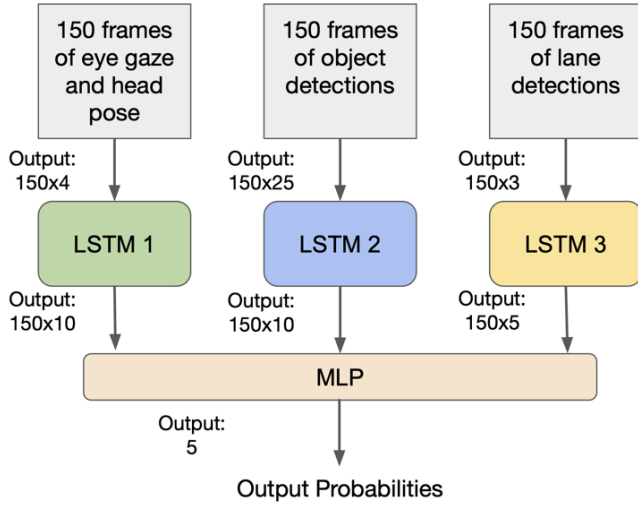 150 frames
of eye gaze
and head
pose
150 frames
of object
detections
150 frames
of lane
detections
Output:
150x4
Output:
150x25
Output:
150x3
LSTM 1
LSTM 2
LSTM 3
Output:
150x10
Output:
150x10
Output:
150x5
MLP
Output:
5
Output Probabilities